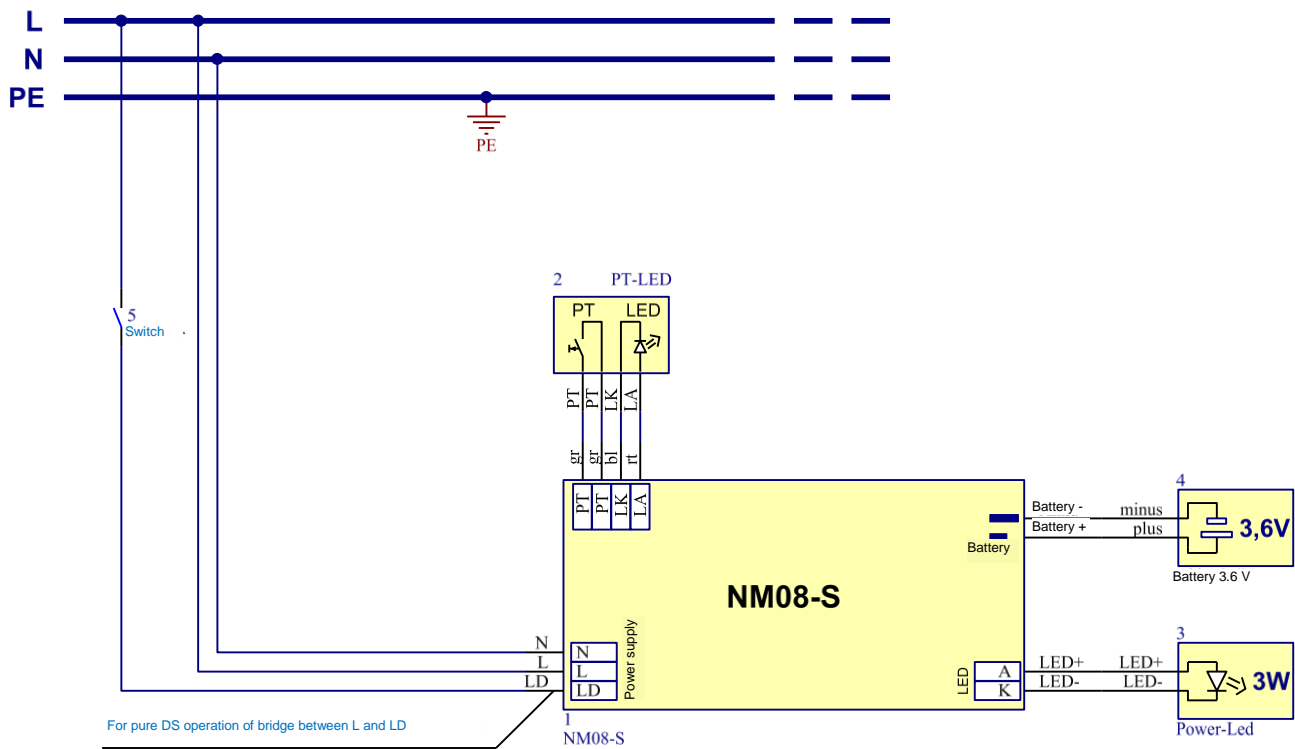 L
N
PE
PE
2 PT-LED
PT LED
5
Switch
PT PT LK LA
gr gr bl rt
PT PT LK LA
4
Battery - minus
Battery + plus
3,6V
Battery
Battery 3.6 V
NM08-S
Power supply
N N
L L
LD LD
3
LED
A LED+ LED+
K LED- LED-
3W
Power-Led
For pure DS operation of bridge between L and LD
1
NM08-S